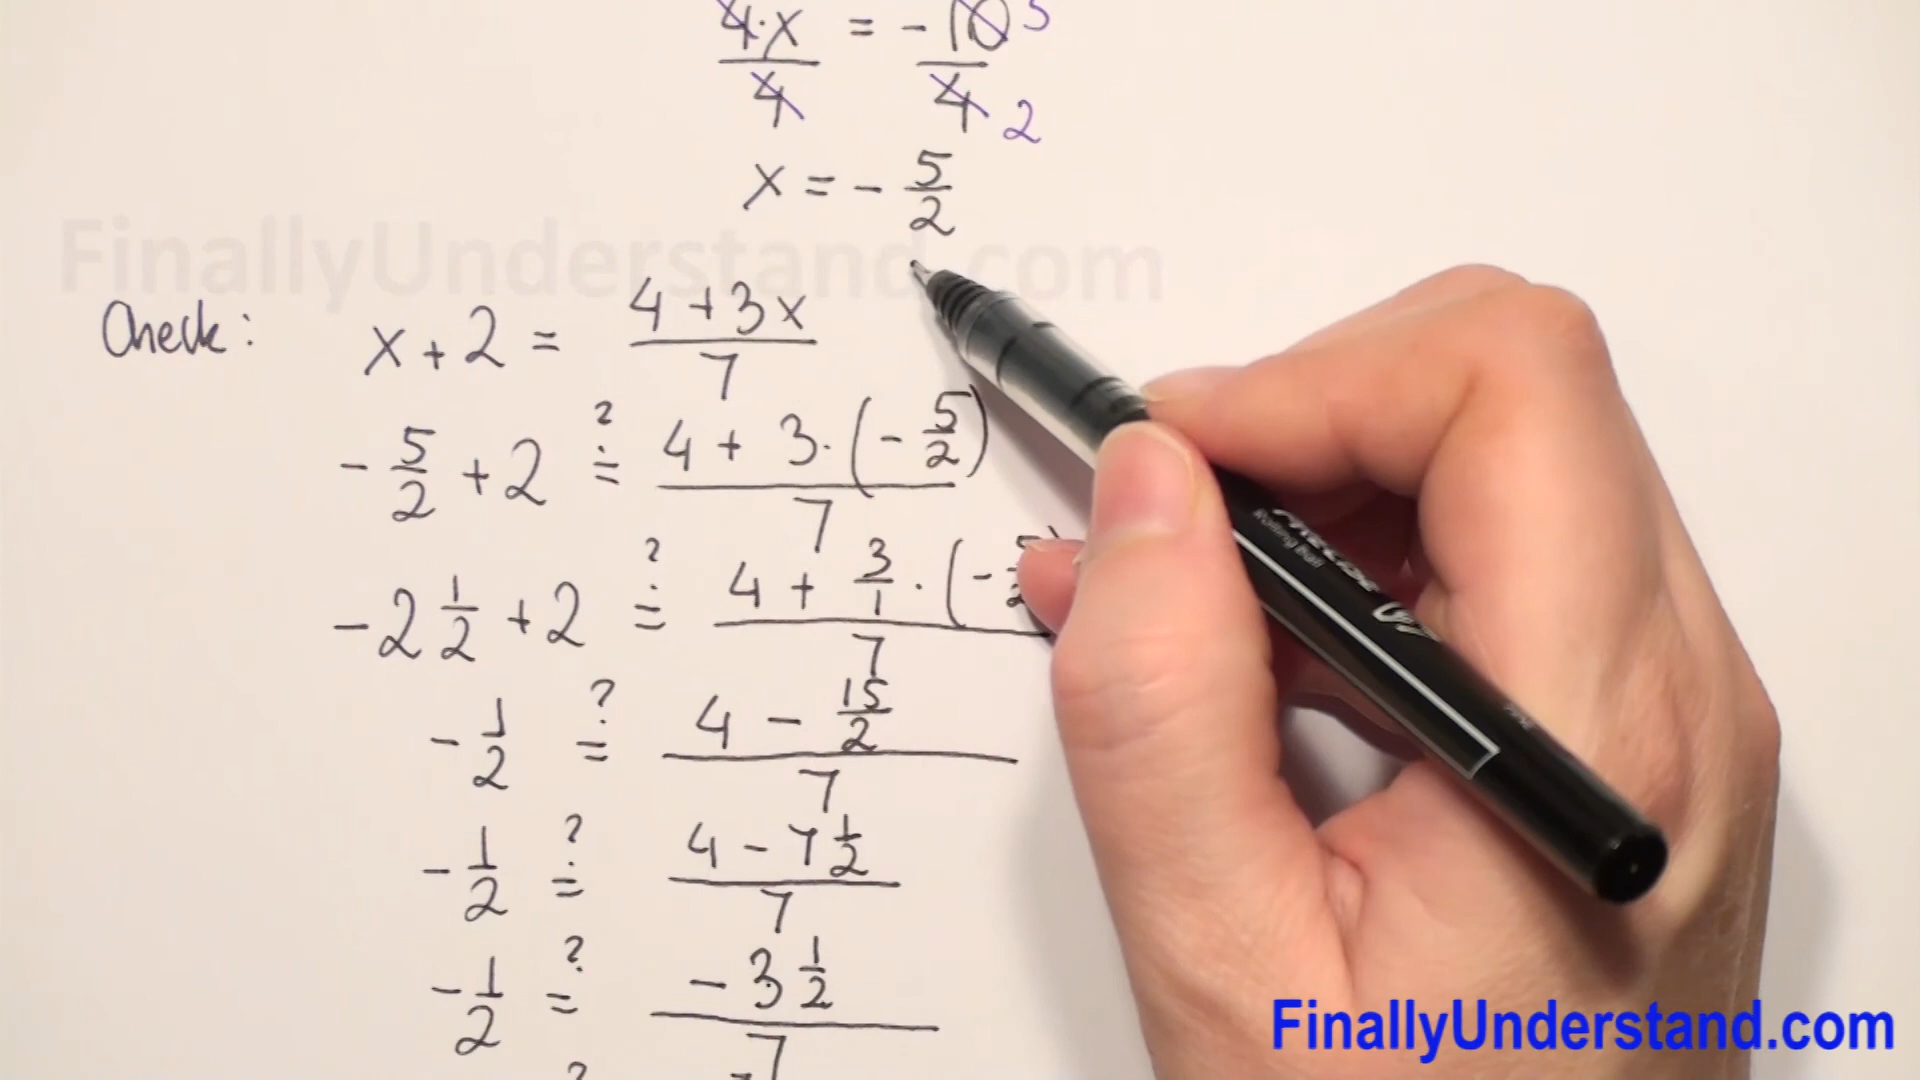 4·x/4 = -10/4 5 2
x = - 5/2
FinallyUnderstand.com
Check: x + 2 = (4 + 3x)/7
- 5/2 + 2 ≟ (4 + 3·(- 5/2))/7
- 2 1/2 + 2 ≟ (4 + 3/1 · (-
- 1/2 ≟ (4 - 15/2)/7
- 1/2 ≟ (4 - 7 1/2)/7
- 1/2 ≟ (- 3 1/2)/7
?
Rolling Ball
FinallyUnderstand.com